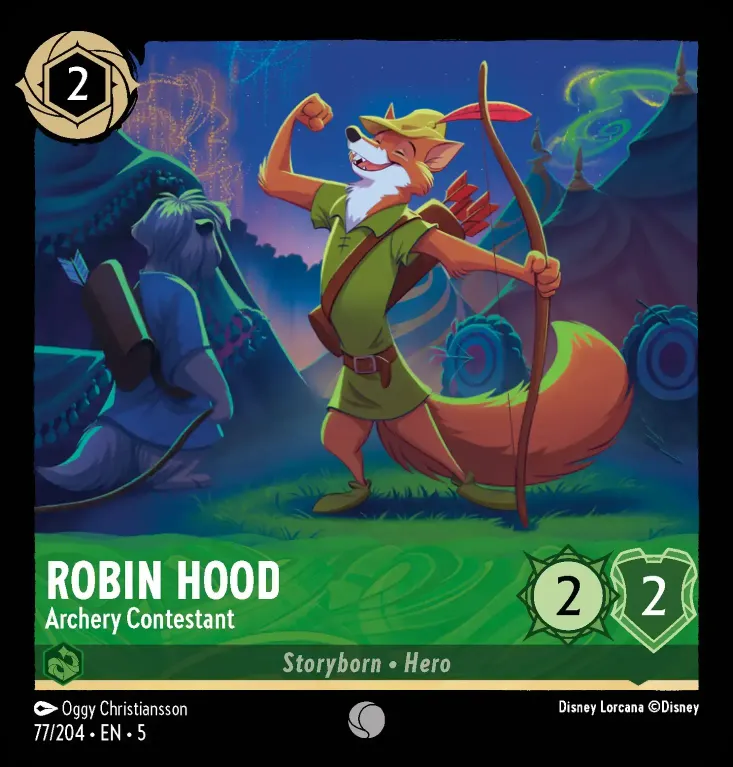 2
ROBIN HOOD
Archery Contestant
2
2
Storyborn • Hero
Oggy Christiansson
Disney Lorcana ©Disney
77/204 • EN • 5